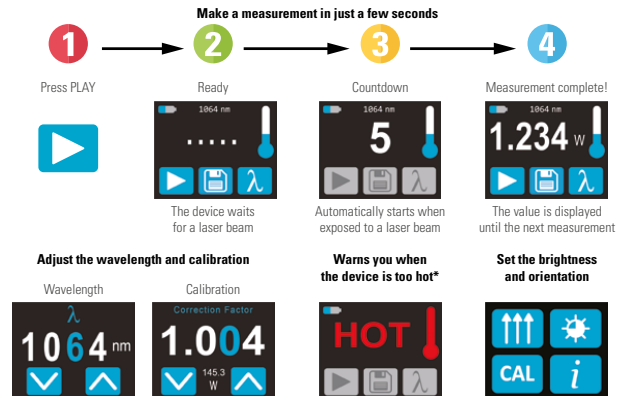 Make a measurement in just a few seconds
1
2
3
4
Press PLAY
Ready
Countdown
Measurement complete!
1064 nm
.....
λ
1064 nm
5
λ
1064 nm
1.234 W
λ
The device waits
for a laser beam
Automatically starts when
exposed to a laser beam
The value is displayed
until the next measurement
Adjust the wavelength and calibration
Warns you when
the device is too hot*
Set the brightness
and orientation
Wavelength
Calibration
λ
1064 nm
Correction Factor
1.004
145.3
W
HOT
λ
CAL
i